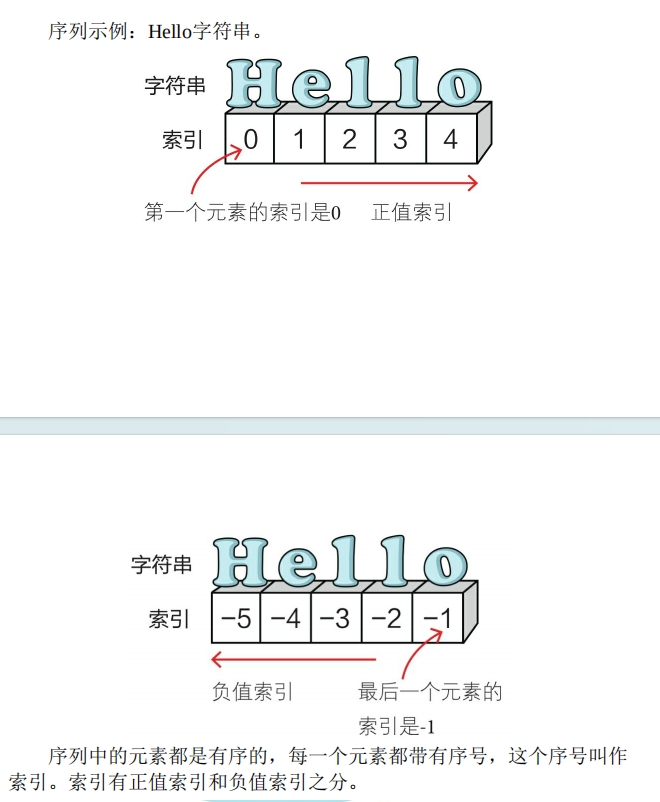 序列示例：Hello字符串。
字符串 Hello
索引 0 1 2 3 4
第一个元素的索引是0 正值索引
字符串 Hello
索引 -5 -4 -3 -2 -1
负值索引 最后一个元素的
索引是-1
序列中的元素都是有序的，每一个元素都带有序号，这个序号叫作
索引。索引有正值索引和负值索引之分。